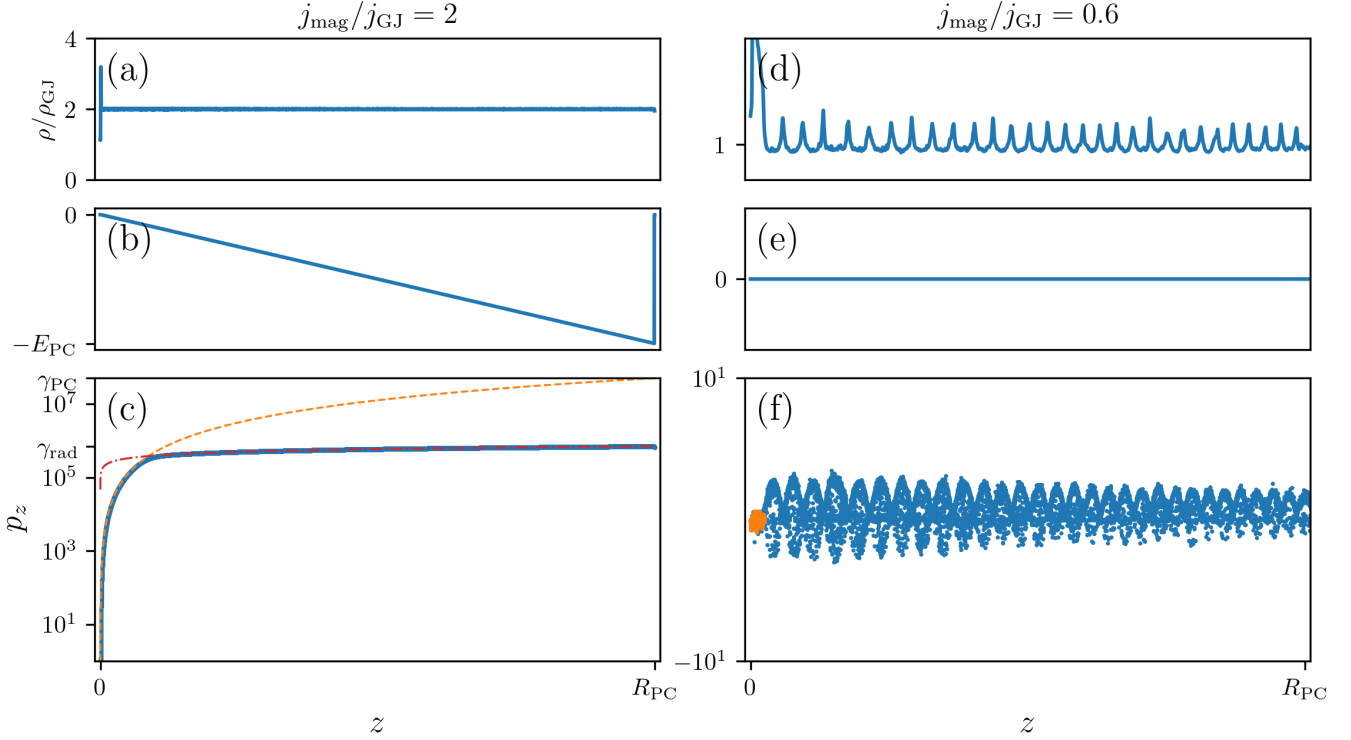 j_mag/j_GJ = 2
j_mag/j_GJ = 0.6
4
(a)
ρ/ρ_GJ
2
0
(d)
1
0
(b)
−E_PC
(e)
0
γ_PC
10^7
(c)
γ_rad
10^5
p_z
10^3
10^1
10^1
(f)
−10^1
0
R_PC
z
0
R_PC
z